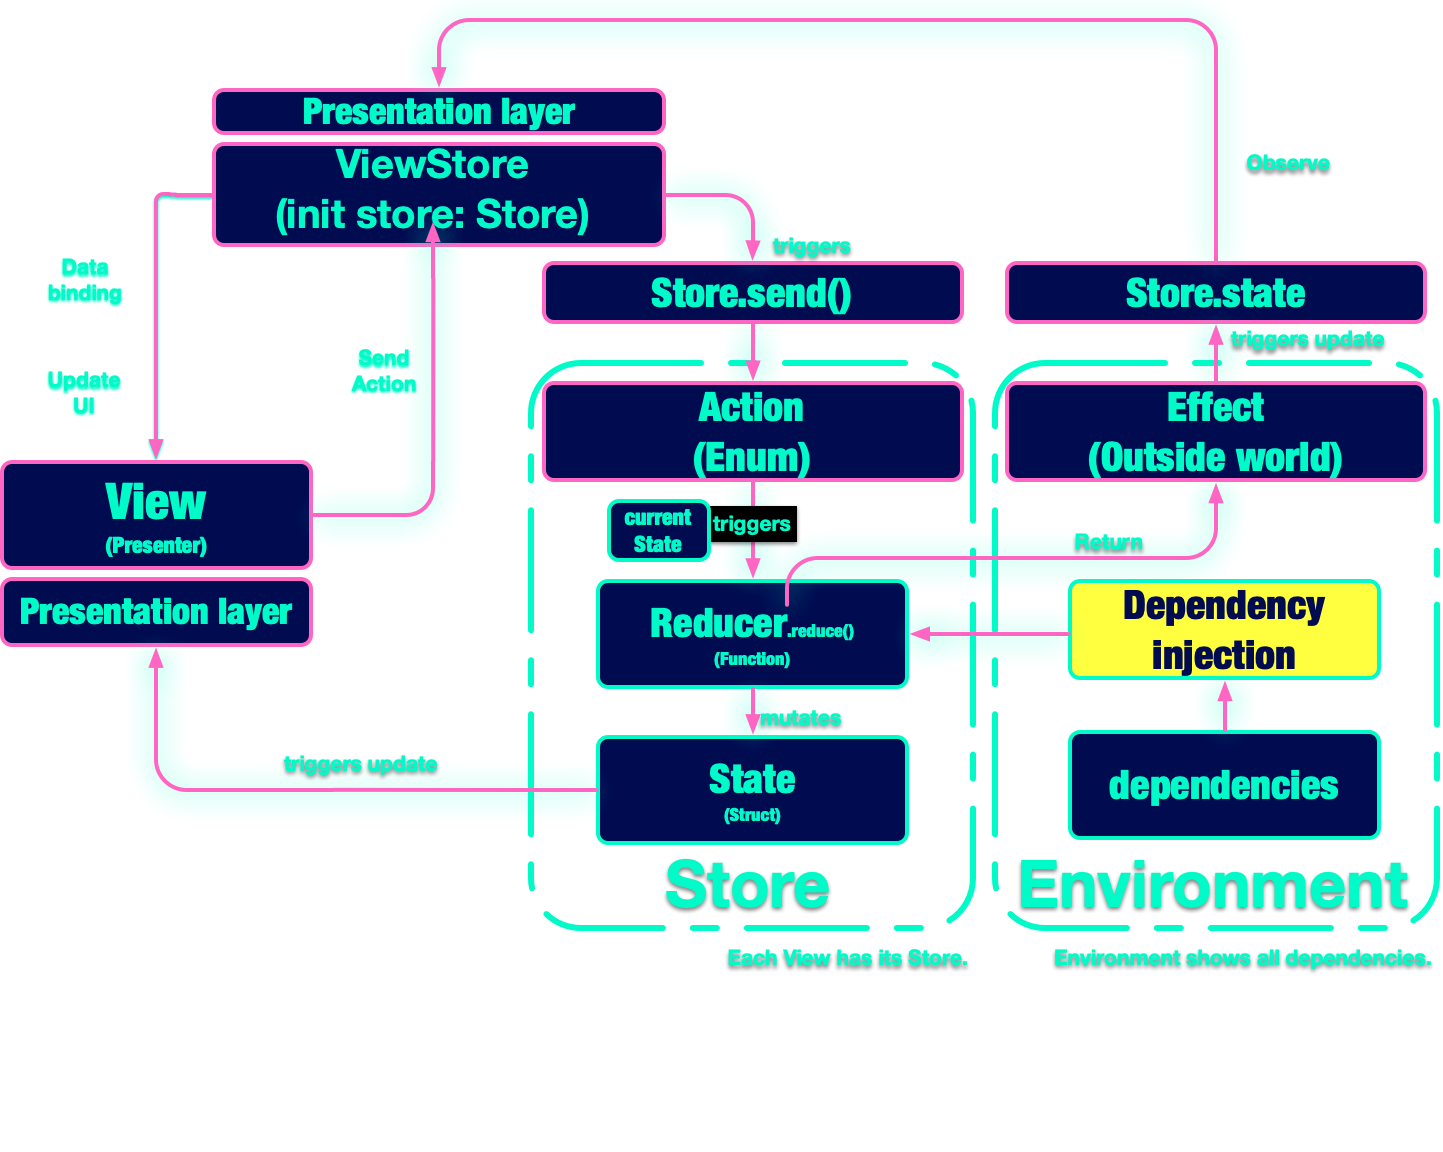 Presentation layer
ViewStore
(init store: Store)
Observe
triggers
Data
binding
Store.send()
Store.state
triggers update
Send
Action
Update
UI
Action
(Enum)
Effect
(Outside world)
View
(Presenter)
current
State
triggers
Return
Presentation layer
Reducer.reduce()
(Function)
Dependency
injection
mutates
triggers update
State
(Struct)
dependencies
Store
Environment
Each View has its Store.
Environment shows all dependencies.